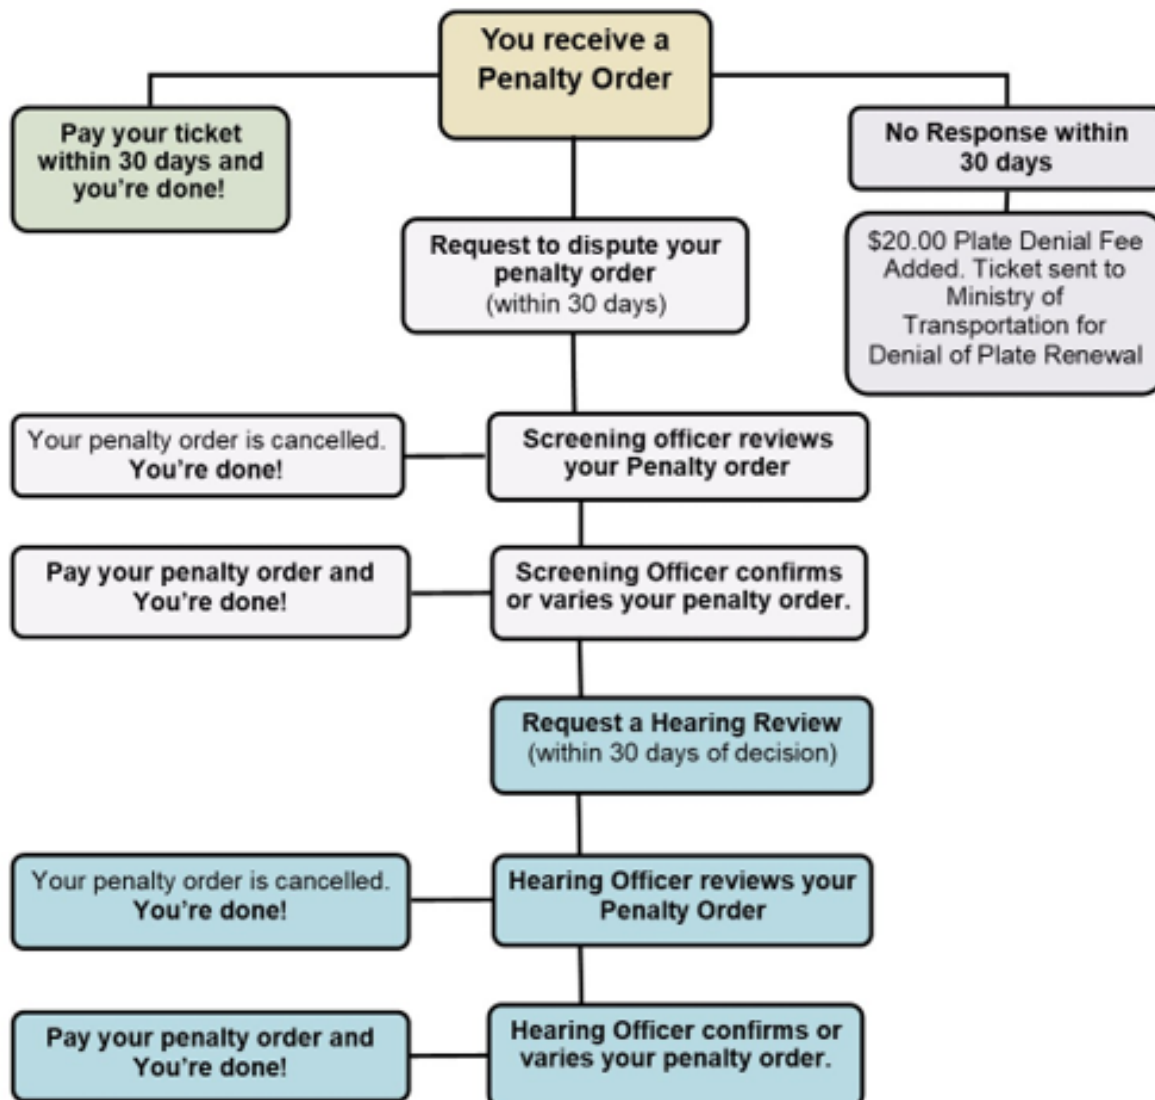 You receive a
Penalty Order
Pay your ticket
within 30 days and
you're done!
No Response within
30 days
Request to dispute your
penalty order
(within 30 days)
$20.00 Plate Denial Fee
Added. Ticket sent to
Ministry of
Transportation for
Denial of Plate Renewal
Your penalty order is cancelled.
You're done!
Screening officer reviews
your Penalty order
Pay your penalty order and
You're done!
Screening Officer confirms
or varies your penalty order.
Request a Hearing Review
(within 30 days of decision)
Your penalty order is cancelled.
You're done!
Hearing Officer reviews your
Penalty Order
Pay your penalty order and
You're done!
Hearing Officer confirms or
varies your penalty order.